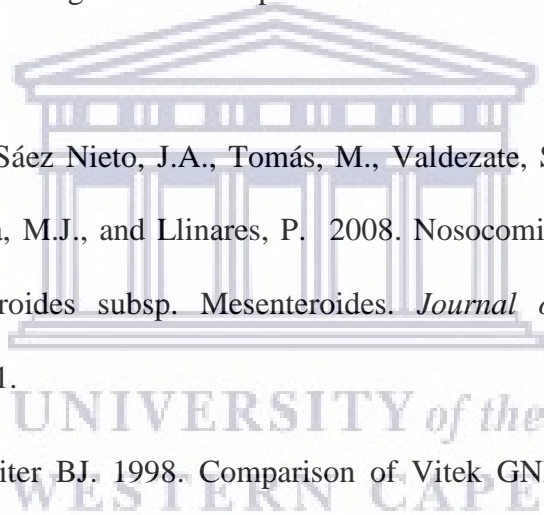 Sáez Nieto, J.A., Tomás, M., Valdezate, S
M.J., and Llinares, P. 2008. Nosocomi
roides subsp. Mesenteroides. Journal o
1.
UNIVERSITY of the
iter BJ. 1998. Comparison of Vitek GN
WESTERN CAPE